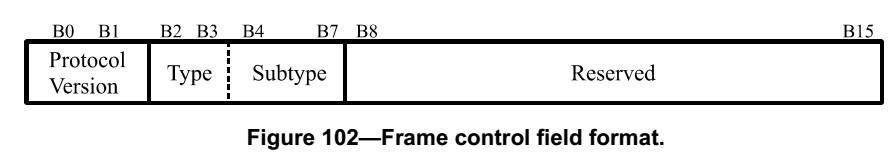 B0 B1 B2 B3 B4 B7 B8 B15
Protocol
Version
Type
Subtype
Reserved
Figure 102—Frame control field format.